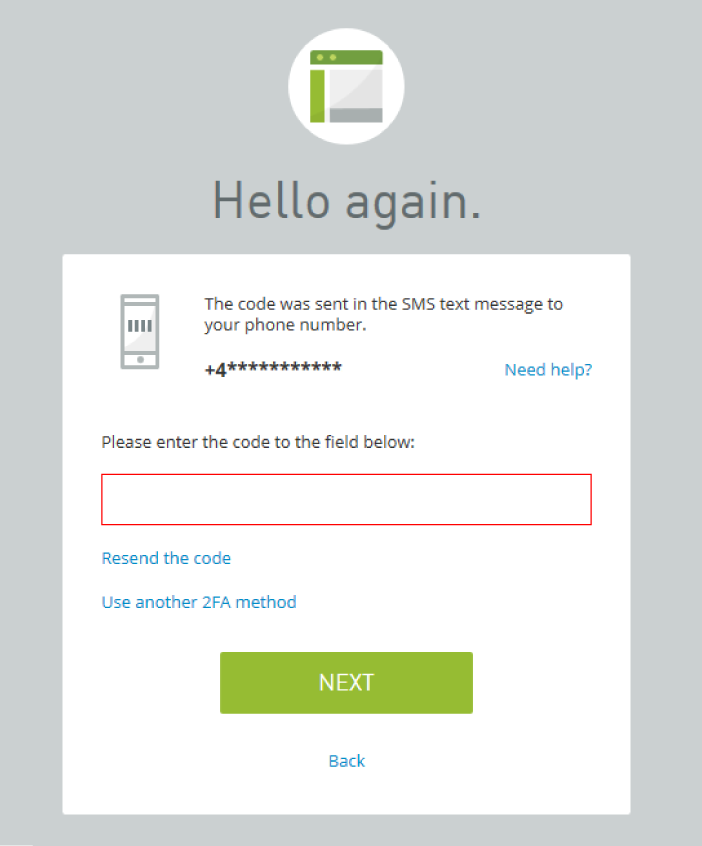 Hello again.
The code was sent in the SMS text message to
your phone number.
+4***********
Need help?
Please enter the code to the field below:
Resend the code
Use another 2FA method
NEXT
Back